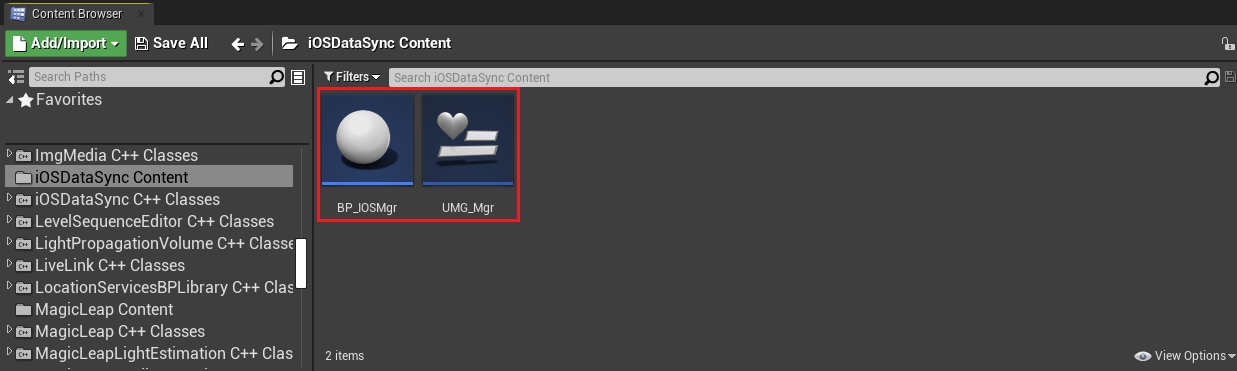 Content Browser
Add/Import Save All iOSDataSync Content
Search Paths
Filters Search iOSDataSync Content
Favorites
ImgMedia C++ Classes
iOSDataSync Content
iOSDataSync C++ Classes
LevelSequenceEditor C++ Classes
LightPropagationVolume C++ Classe
LiveLink C++ Classes
LocationServicesBPLibrary C++ Clas
MagicLeap Content
MagicLeap C++ Classes
MagicLeapLightEstimation C++ Clas
BP_IOSMgr UMG_Mgr
2 items View Options